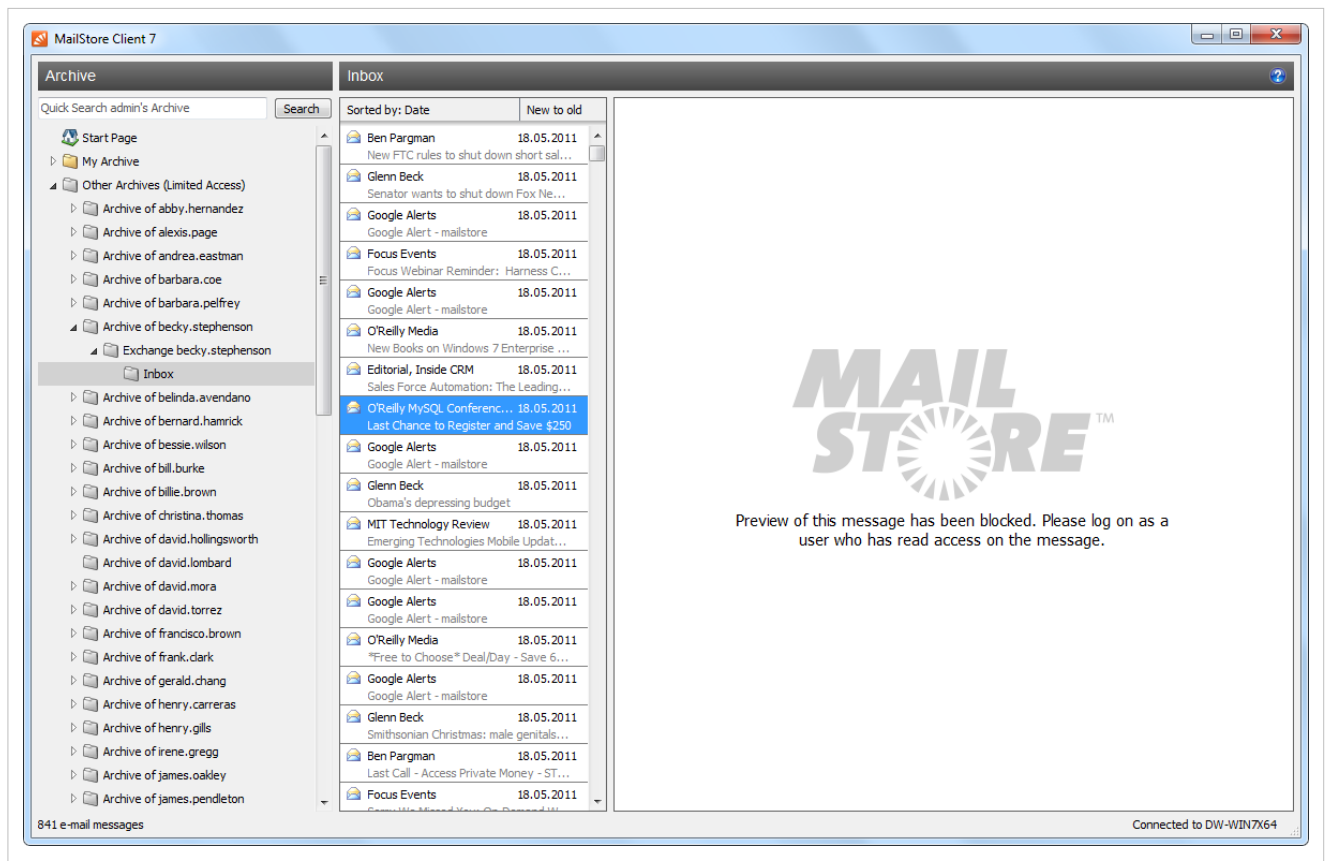 MailStore Client 7
Archive
Quick Search admin's Archive
Search
Start Page
My Archive
Other Archives (Limited Access)
Archive of abby.hernandez
Archive of alexis.page
Archive of andrea.eastman
Archive of barbara.coe
Archive of barbara.pelfrey
Archive of becky.stephenson
Exchange becky.stephenson
Inbox
Archive of belinda.avendano
Archive of bernard.hamrick
Archive of bessie.wilson
Archive of bill.burke
Archive of billie.brown
Archive of christina.thomas
Archive of david.hollingsworth
Archive of david.lombard
Archive of david.mora
Archive of david.torrez
Archive of francisco.brown
Archive of frank.clark
Archive of gerald.chang
Archive of henry.carreras
Archive of henry.gills
Archive of irene.gregg
Archive of james.oakley
Archive of james.pendleton
Inbox
Sorted by: Date New to old
Ben Pargman 18.05.2011
New FTC rules to shut down short sal...
Glenn Beck 18.05.2011
Senator wants to shut down Fox Ne...
Google Alerts 18.05.2011
Google Alert - mailstore
Focus Events 18.05.2011
Focus Webinar Reminder: Harness C...
Google Alerts 18.05.2011
Google Alert - mailstore
O'Reilly Media 18.05.2011
New Books on Windows 7 Enterprise ...
Editorial, Inside CRM 18.05.2011
Sales Force Automation: The Leading...
O'Reilly MySQL Conferenc... 18.05.2011
Last Chance to Register and Save $250
Google Alerts 18.05.2011
Google Alert - mailstore
Glenn Beck 18.05.2011
Obama's depressing budget
MIT Technology Review 18.05.2011
Emerging Technologies Mobile Updat...
Google Alerts 18.05.2011
Google Alert - mailstore
Google Alerts 18.05.2011
Google Alert - mailstore
O'Reilly Media 18.05.2011
*Free to Choose* Deal/Day - Save 6...
Google Alerts 18.05.2011
Google Alert - mailstore
Glenn Beck 18.05.2011
Smithsonian Christmas: male genitals...
Ben Pargman 18.05.2011
Last Call - Access Private Money - ST...
Focus Events 18.05.2011
MAIL
STORE™
Preview of this message has been blocked. Please log on as a
user who has read access on the message.
841 e-mail messages
Connected to DW-WIN7X64